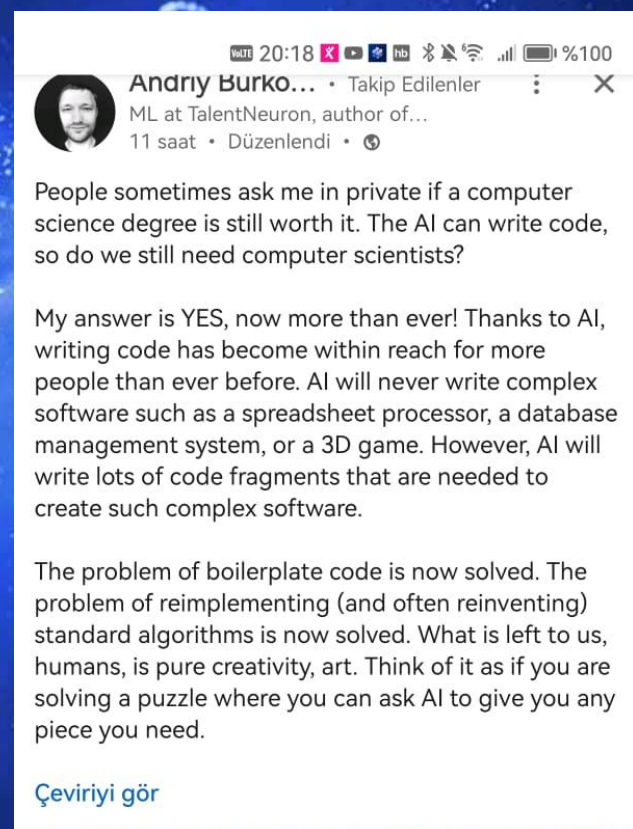 VoLTE 20:18 hb %100
Andriy Burko... • Takip Edilenler
ML at TalentNeuron, author of...
11 saat • Düzenlendi •
People sometimes ask me in private if a computer
science degree is still worth it. The AI can write code,
so do we still need computer scientists?
My answer is YES, now more than ever! Thanks to AI,
writing code has become within reach for more
people than ever before. AI will never write complex
software such as a spreadsheet processor, a database
management system, or a 3D game. However, AI will
write lots of code fragments that are needed to
create such complex software.
The problem of boilerplate code is now solved. The
problem of reimplementing (and often reinventing)
standard algorithms is now solved. What is left to us,
humans, is pure creativity, art. Think of it as if you are
solving a puzzle where you can ask AI to give you any
piece you need.
Çeviriyi gör